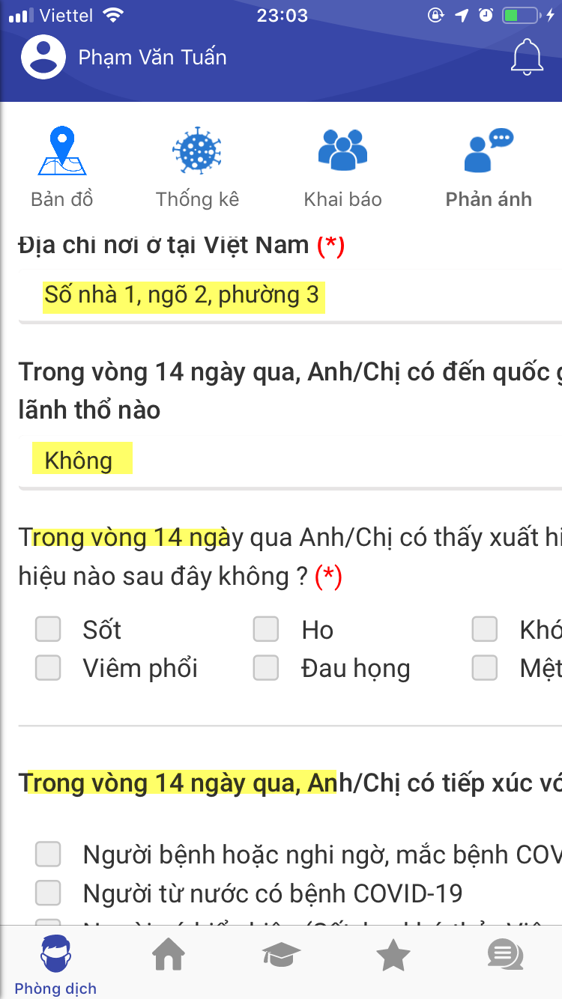 Viettel 23:03
Phạm Văn Tuấn
Bản đồ Thống kê Khai báo Phản ánh
Địa chỉ nơi ở tại Việt Nam (*)
Số nhà 1, ngõ 2, phường 3
Trong vòng 14 ngày qua, Anh/Chị có đến quốc
lãnh thổ nào
Không
Trong vòng 14 ngày qua Anh/Chị có thấy xuất hi
hiệu nào sau đây không ? (*)
Sốt Ho Khó
Viêm phổi Đau họng Mệt
Trong vòng 14 ngày qua, Anh/Chị có tiếp xúc vớ
Người bệnh hoặc nghi ngờ, mắc bệnh COV
Người từ nước có bệnh COVID-19
Phòng dịch